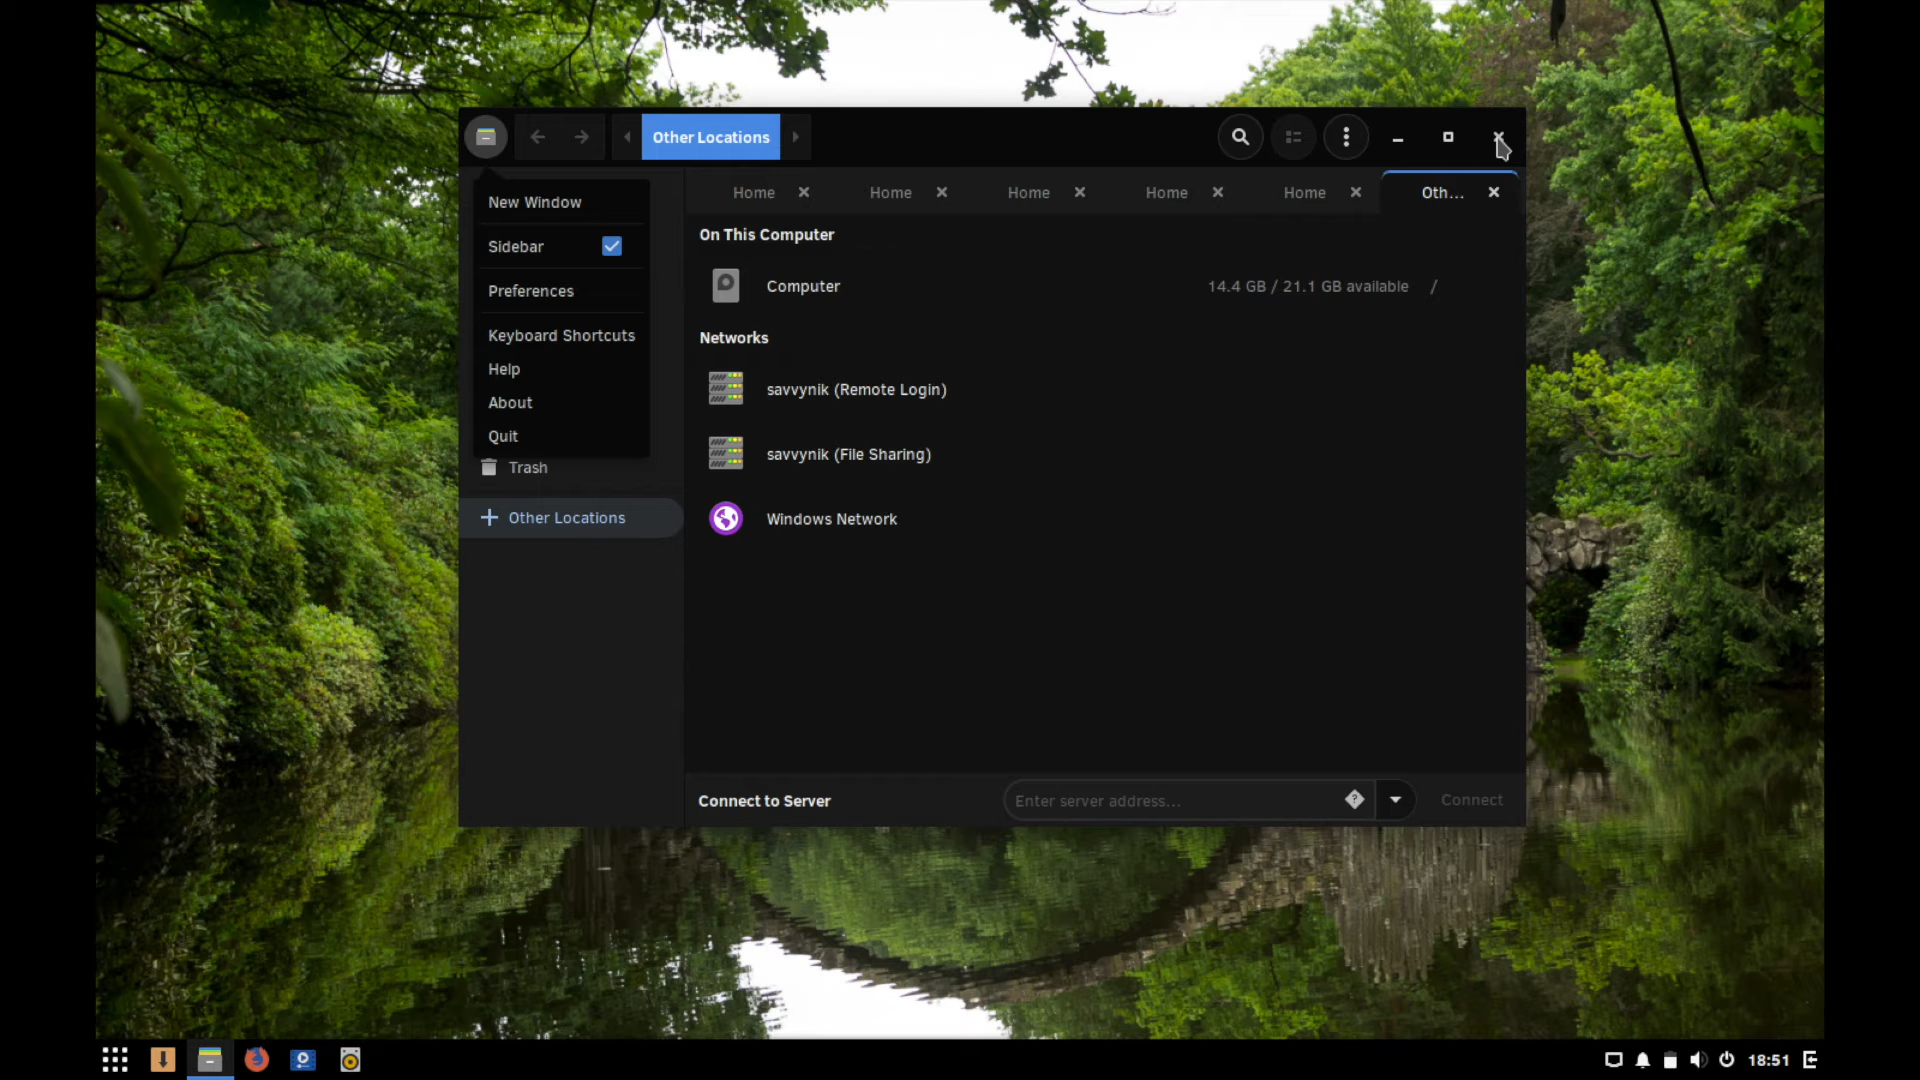 Other Locations
New Window
Sidebar
Preferences
Keyboard Shortcuts
Help
About
Quit
Trash
Other Locations
Home Home Home Home Home Oth...
On This Computer
Computer 14.4 GB / 21.1 GB available /
Networks
savvynik (Remote Login)
savvynik (File Sharing)
Windows Network
Connect to Server Enter server address... Connect
18:51